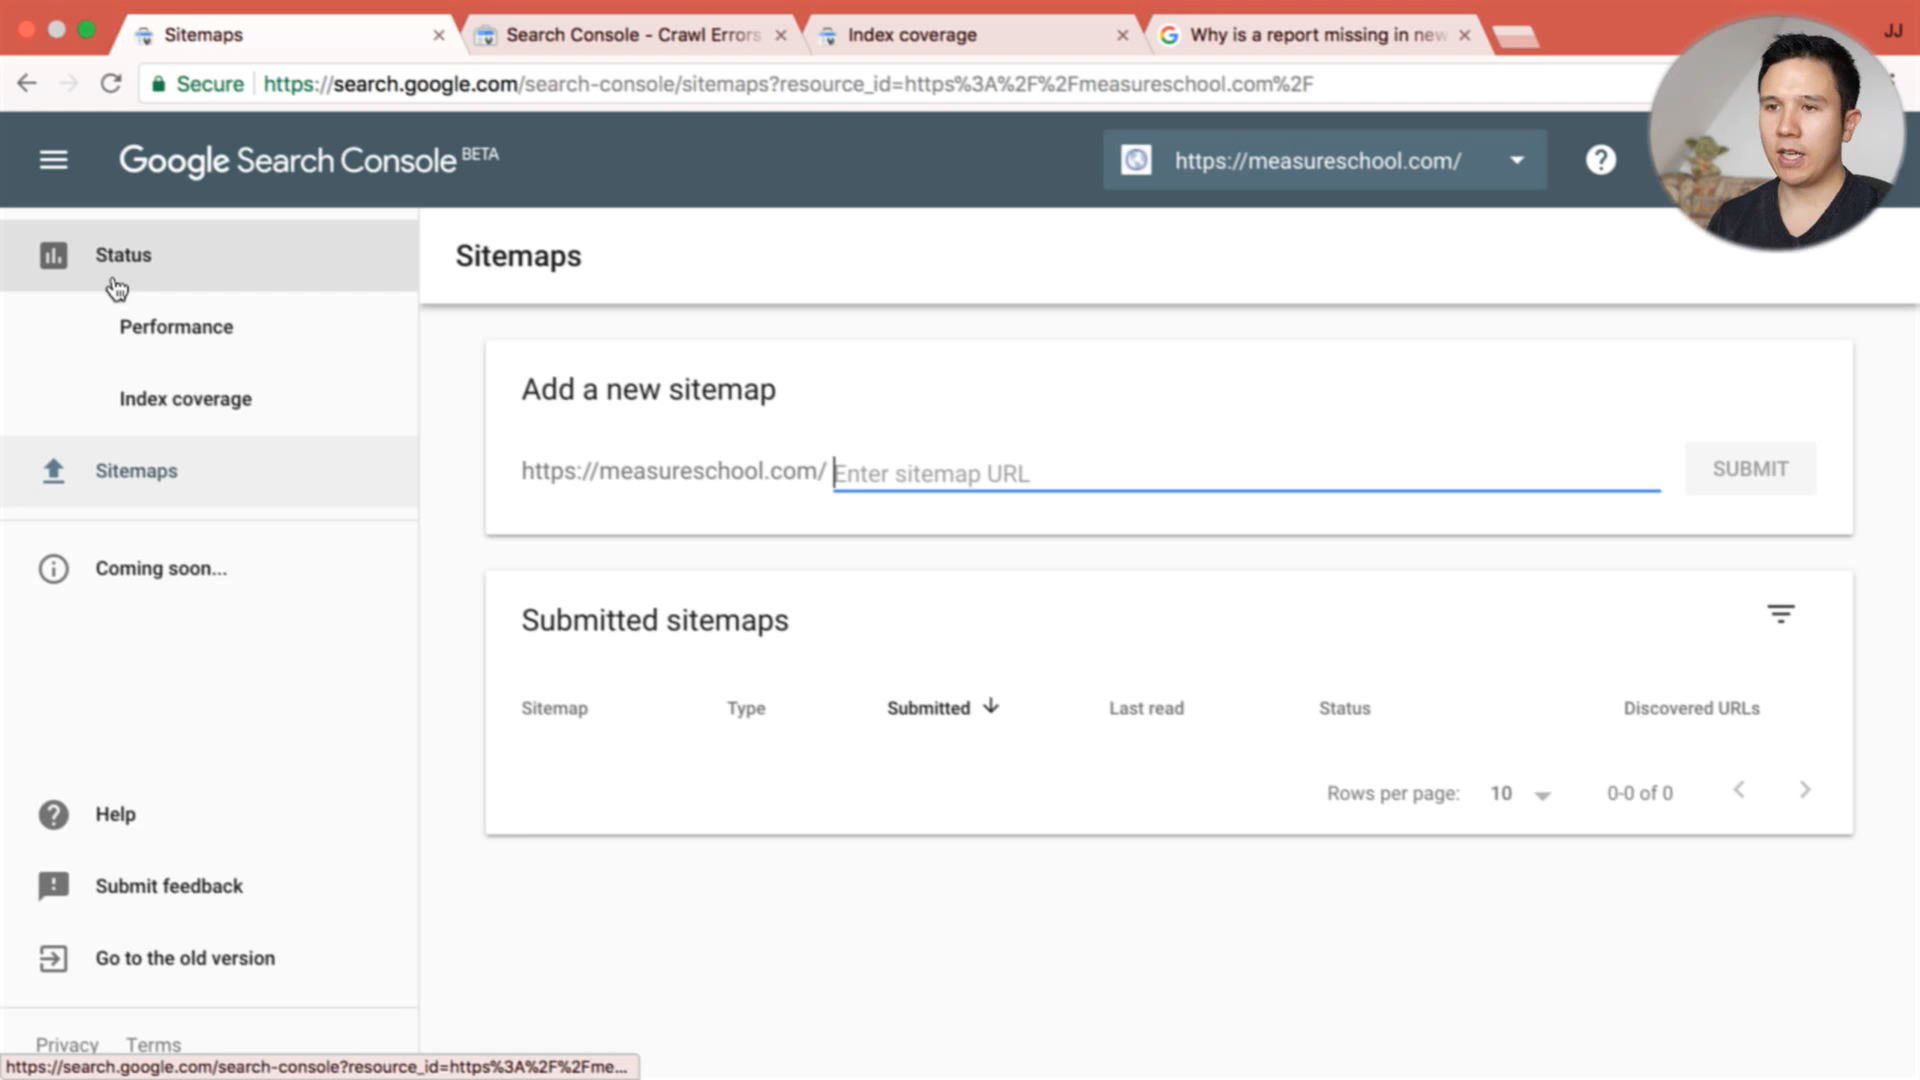 Sitemaps
Search Console - Crawl Errors
Index coverage
Why is a report missing in new
JJ
Secure
https://search.google.com/search-console/sitemaps?resource_id=https%3A%2F%2Fmeasureschool.com%2F
Google Search Console BETA
https://measureschool.com/
Status
Performance
Index coverage
Sitemaps
Coming soon...
Help
Submit feedback
Go to the old version
Privacy
Terms
https://search.google.com/search-console?resource_id=https%3A%2F%2Fme...
Sitemaps
Add a new sitemap
https://measureschool.com/
Enter sitemap URL
SUBMIT
Submitted sitemaps
Sitemap
Type
Submitted
Last read
Status
Discovered URLs
Rows per page:
10
0-0 of 0